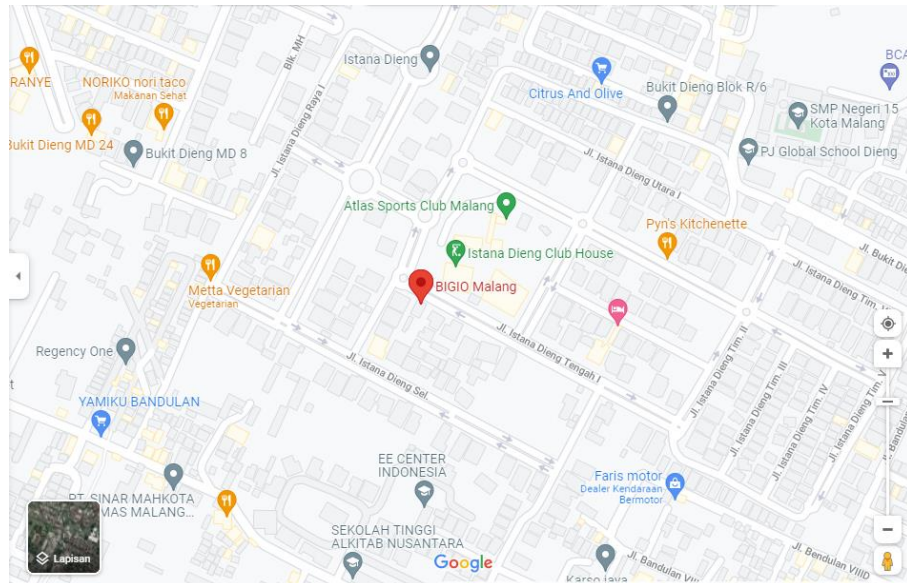 BCA
RANYE
NORIKO nori taco
Makanan Sehat
Blk. MH
Istana Dieng
Citrus And Olive
Bukit Dieng Blok R/6
SMP Negeri 15
Kota Malang
Bukit Dieng MD 24
Bukit Dieng MD 8
Jl. Istana Dieng Raya I
Jl. Istana Dieng Utara I
PJ Global School Dieng
Atlas Sports Club Malang
Pyn's Kitchenette
Jl. Bukit Di
Istana Dieng Club House
Metta Vegetarian
Vegetarian
BIGIO Malang
Jl. Istana Dieng Tim.
Regency One
Jl. Istana Dieng Sel.
Jl. Istana Dieng Tengah I
Jl. Istana Dieng Tim. II
Jl. Istana Dieng Tim. III
Jl. Istana Dieng Tim. IV
YAMIKU BANDULAN
EE CENTER
INDONESIA
Faris motor
Dealer Kendaraan
Bermotor
PT. SINAR MAHKOTA
MAS MALANG...
Lapisan
SEKOLAH TINGGI
ALKITAB NUSANTARA
Google
Karso jaya
Jl. Bandulan VIIID